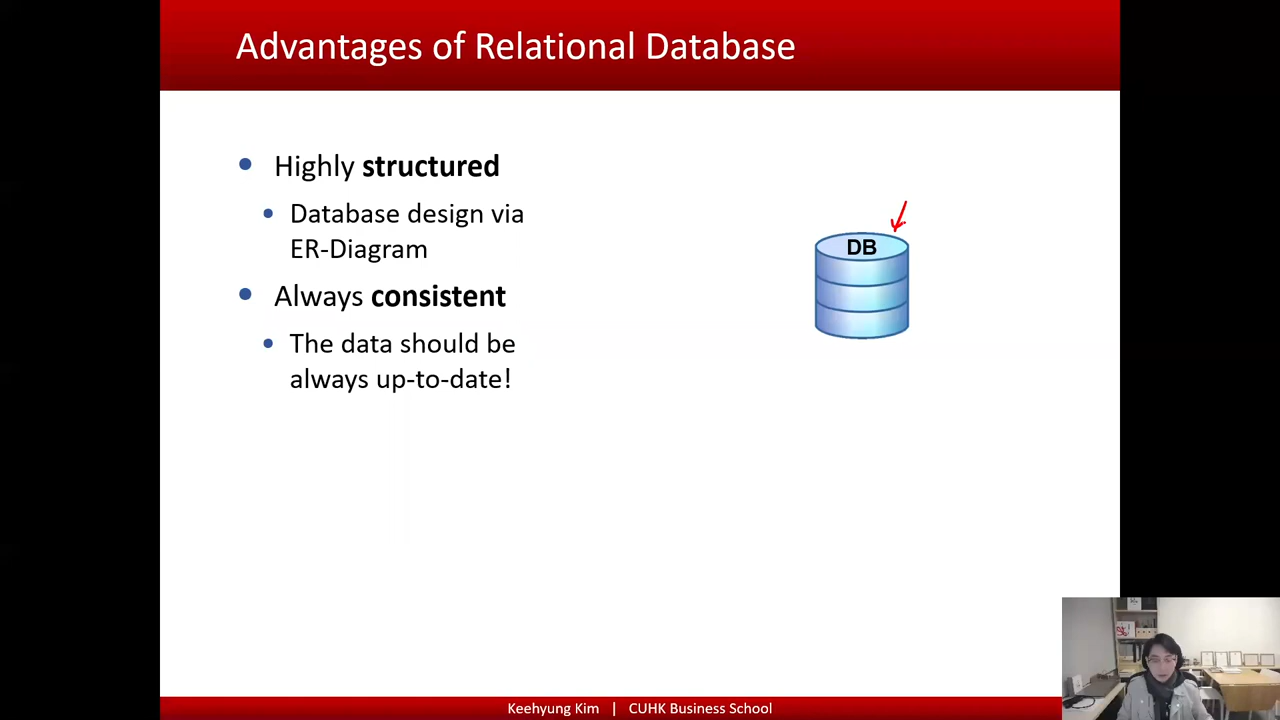 Advantages of Relational Database
Highly structured
Database design via
ER-Diagram
Always consistent
The data should be
always up-to-date!
DB
Keehyung Kim | CUHK Business School